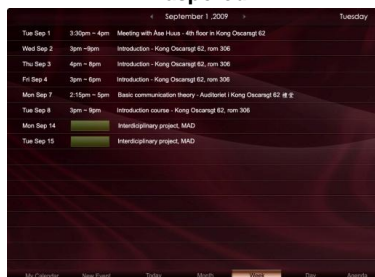 September 1 ,2009 Tuesday
Tue Sep 1 3:30pm ~ 4pm Meeting with Åse Huus - 4th floor in Kong Oscarsgt 62
Wed Sep 2 3pm ~9pm Introduction - Kong Oscarsgt 62, rom 306
Thu Sep 3 4pm ~ 8pm Introduction - Kong Oscarsgt 62, rom 306
Fri Sep 4 3pm ~ 6pm Introduction - Kong Oscarsgt 62, rom 306
Mon Sep 7 2:15pm ~ 5pm Basic communication theory - Auditoriet i Kong Oscarsgt 62 禮堂
Tue Sep 8 3pm ~ 9pm Introduction course - Kong Oscarsgt 62, rom 306
Mon Sep 14 Interdiciplinary project, MAD
Tue Sep 15 Interdiciplinary project, MAD
My Calendar New Event Today Month Week Day Agenda